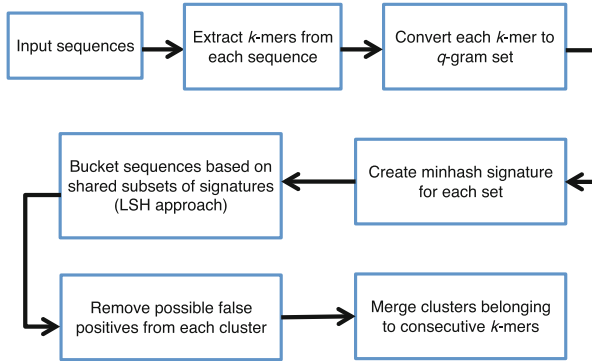 Input sequences
Extract k-mers from
each sequence
Convert each k-mer to
q-gram set
Create minhash signature
for each set
Bucket sequences based on
shared subsets of signatures
(LSH approach)
Remove possible false
positives from each cluster
Merge clusters belonging
to consecutive k-mers